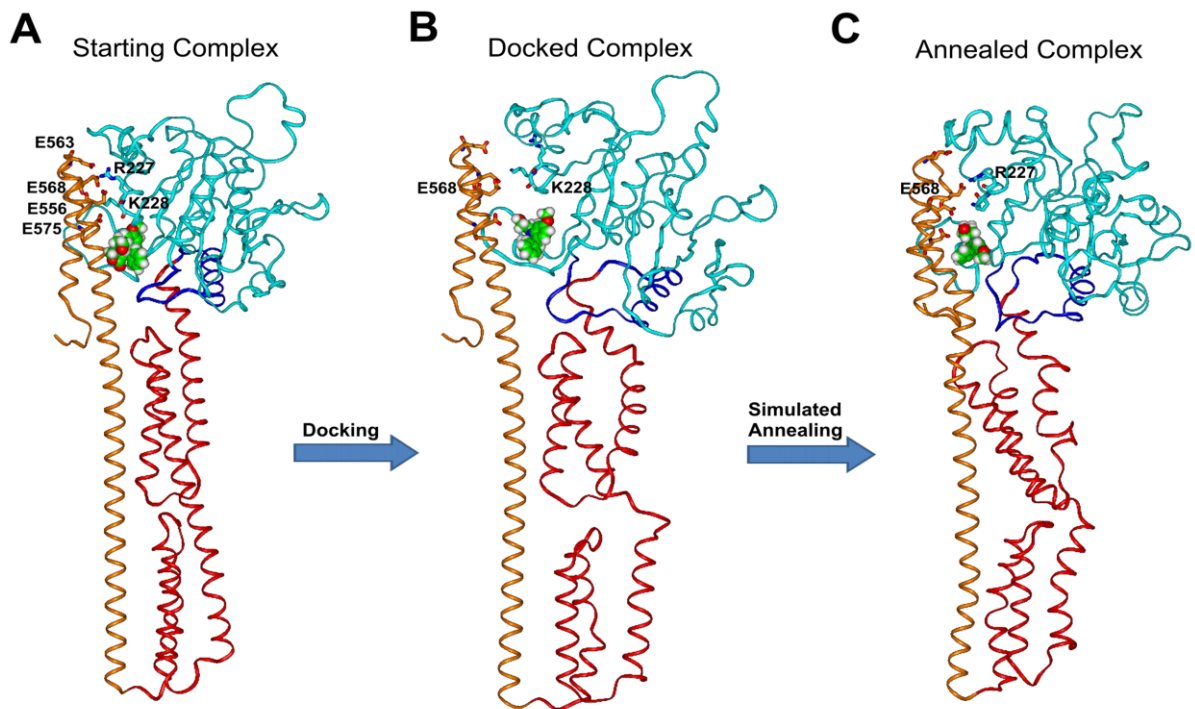 A
Starting Complex
E563
R227
E568
K228
E556
E575
Docking
B
Docked Complex
E568
K228
Simulated
Annealing
C
Annealed Complex
R227
E568